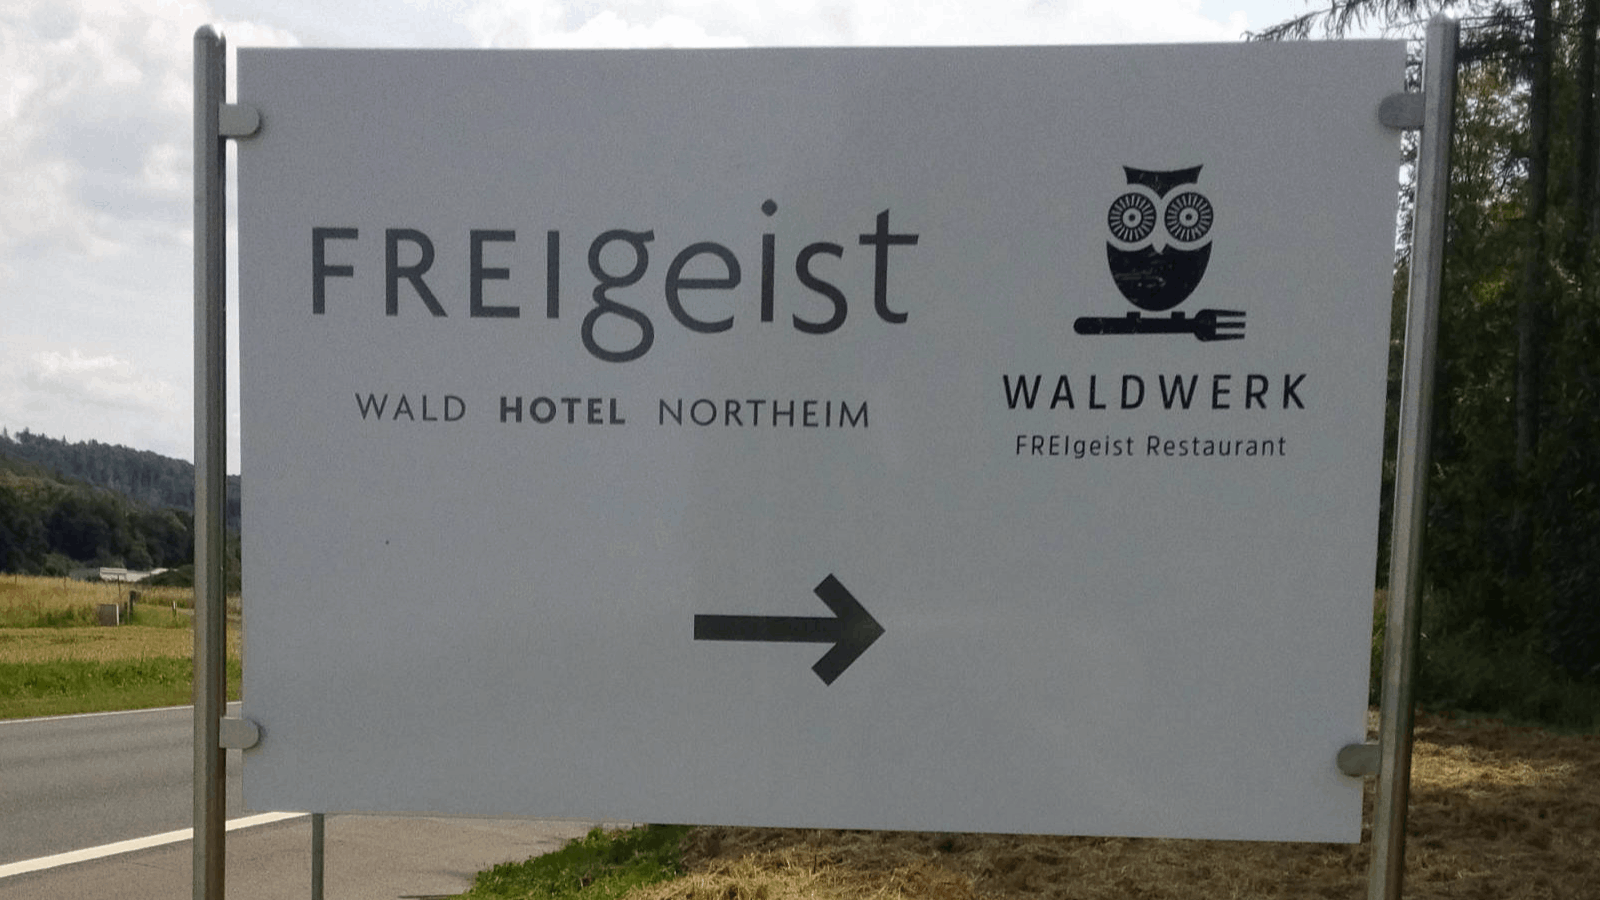 FREIgeist
WALD HOTEL NORTHEIM
WALDWERK
FREIgeist Restaurant